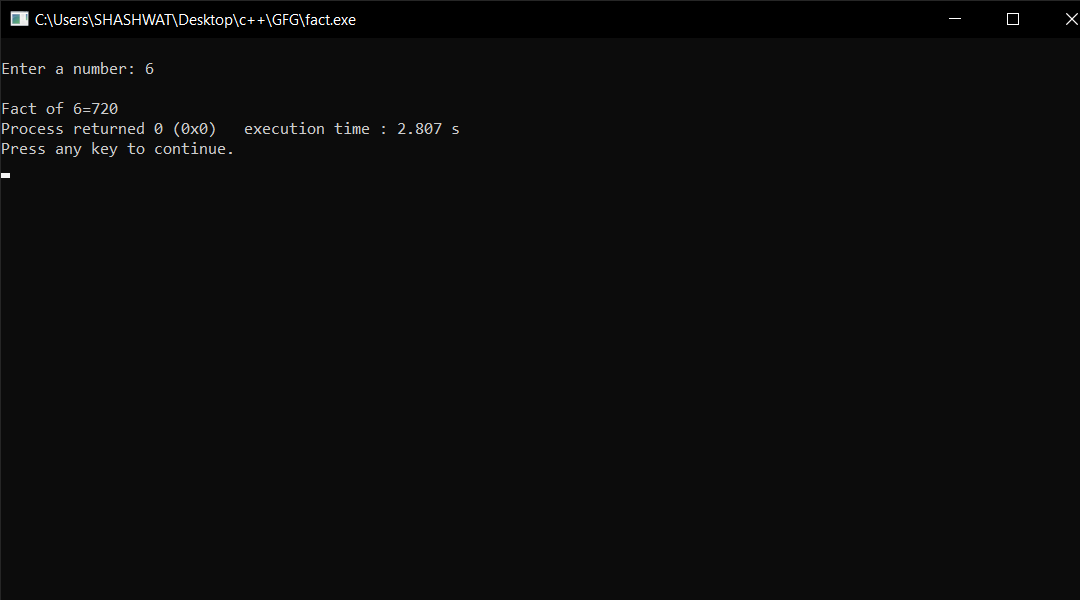 C:\Users\SHASHWAT\Desktop\c++\GFG\fact.exe
Enter a number: 6
Fact of 6=720
Process returned 0 (0x0)   execution time : 2.807 s
Press any key to continue.